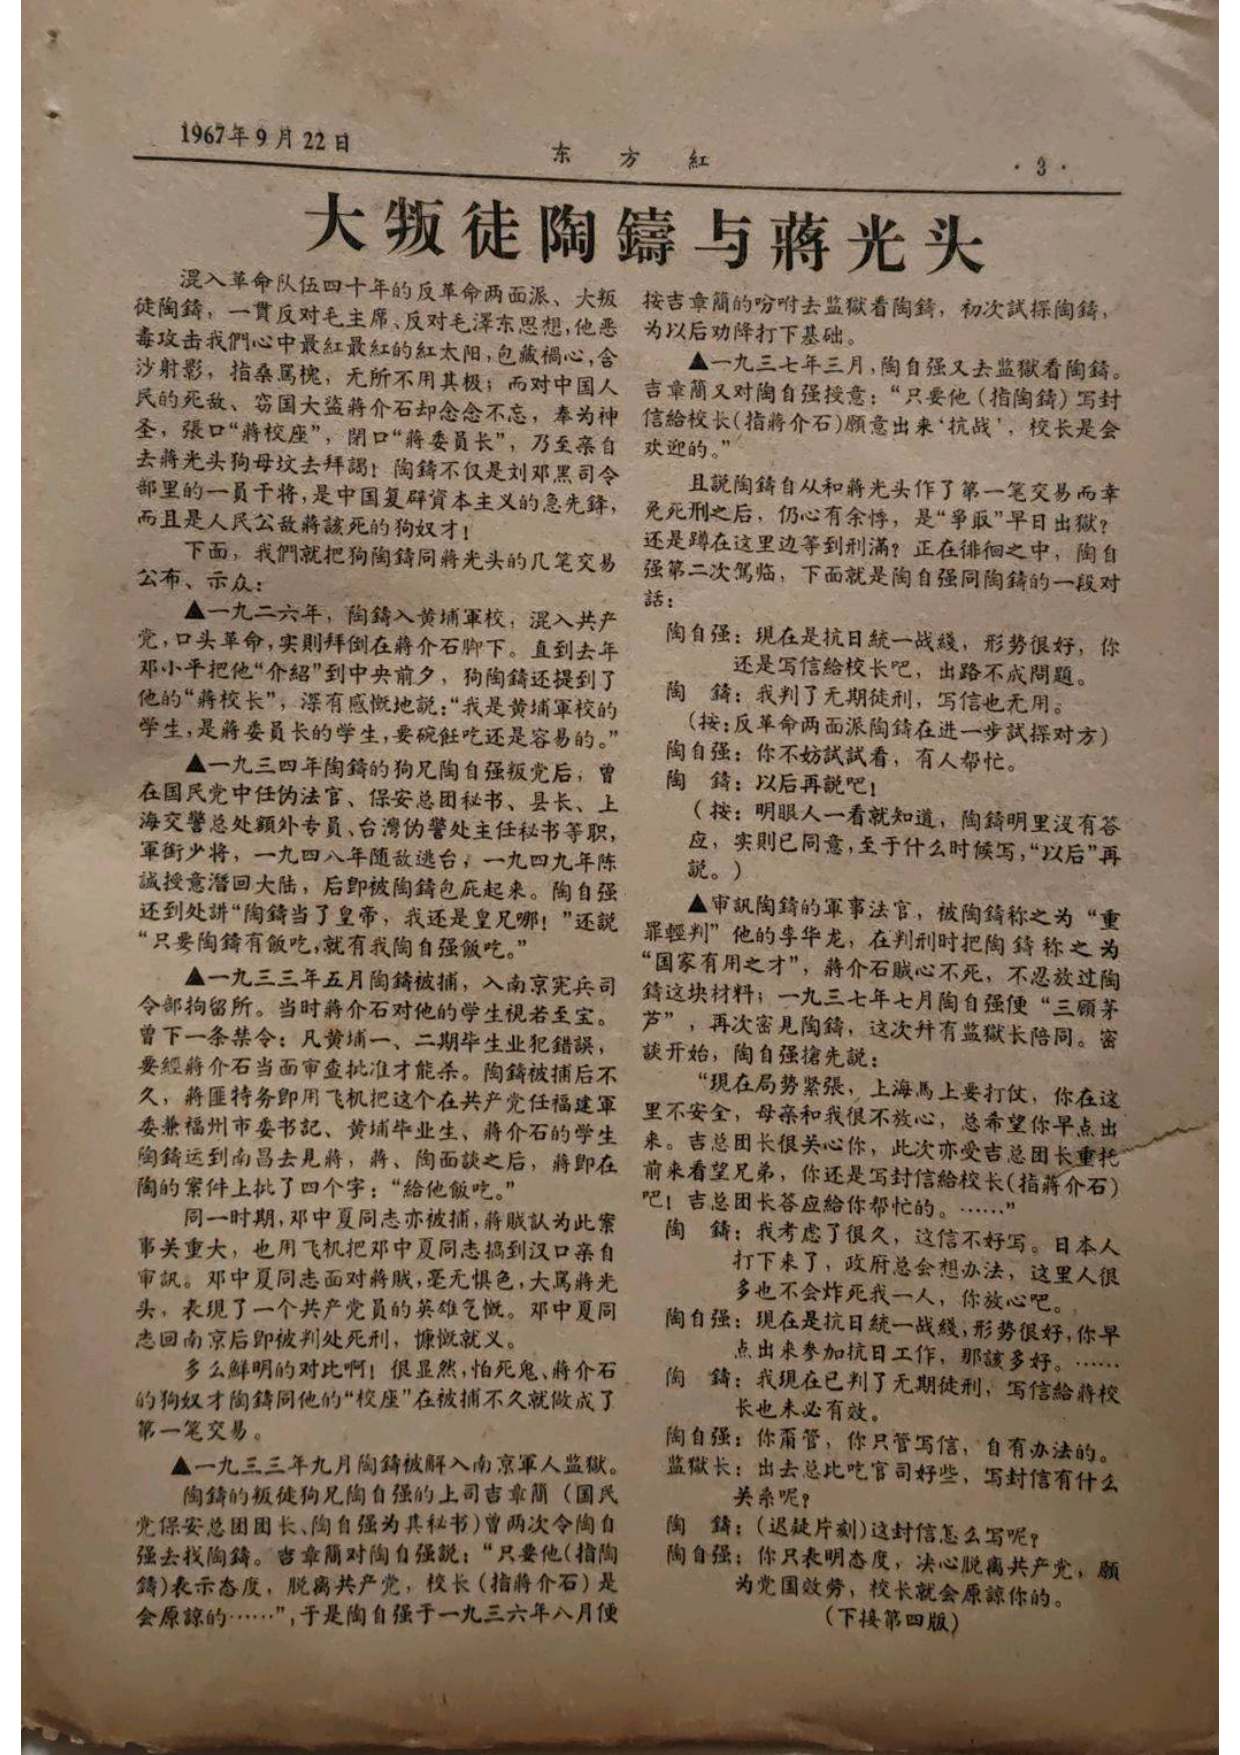 1967年9月22日
东方紅
·3·
大叛徒陶鑄与蔣光头
混入革命队伍四十年的反革命两面派、大叛
徒陶鑄，一貫反对毛主席、反对毛澤东思想，他恶
毒攻击我們心中最紅最紅的紅太阳，包藏禍心，含
沙射影，指桑罵槐，无所不用其极；而对中国人
民的死敌、窃国大盜蔣介石却念念不忘，奉为神
圣，張口“蔣校座”，閉口“蔣委員长”，乃至亲自
去蔣光头狗母坟去拜謁！陶鑄不仅是刘邓黑司令
部里的一員干将，是中国复辟資本主义的急先鋒，
而且是人民公敌蔣該死的狗奴才！
下面，我們就把狗陶鑄同蔣光头的几笔交易
公布、示众：
▲一九二六年，陶鑄入黄埔軍校，混入共产
党，口头革命，实則拜倒在蔣介石脚下。直到去年
邓小平把他“介紹”到中央前夕，狗陶鑄还提到了
他的“蔣校长”，深有感慨地説：“我是黄埔軍校的
学生，是蔣委員长的学生，要碗飪吃还是容易的。”
▲一九三四年陶鑄的狗兄陶自强叛党后，曾
在国民党中任伪法官、保安总团秘书、县长、上
海交警总处额外专員、台灣伪警处主任秘书等职，
軍銜少将，一九四八年随敌逃台，一九四九年陈
誠授意潛回大陆，后卽被陶鑄包庇起来。陶自强
还到处講“陶鑄当了皇帝，我还是皇兄哪！”还説
“只要陶鑄有飯吃，就有我陶自强飯吃。”
▲一九三三年五月陶鑄被捕，入南京宪兵司
令部拘留所。当时蔣介石对他的学生視若至宝。
曾下一条禁令：凡黄埔一、二期毕生业犯錯誤，
要經蔣介石当面审查批准才能杀。陶鑄被捕后不
久，蔣匪特务卽用飞机把这个在共产党任福建軍
委兼福州市委书記、黄埔毕业生、蔣介石的学生
陶鑄运到南昌去見蔣，蔣、陶面談之后，蔣卽在
陶的案件上批了四个字：“給他飯吃。”
同一时期，邓中夏同志亦被捕，蔣賊認为此案
事关重大，也用飞机把邓中夏同志搞到汉口亲自
审訊。邓中夏同志面对蔣賊，毫无惧色，大罵蔣光
头，表現了一个共产党員的英雄气慨。邓中夏同
志回南京后卽被判处死刑，慷慨就义。
多么鮮明的对比啊！很显然，怕死鬼、蔣介石
的狗奴才陶鑄同他的“校座”在被捕不久就做成了
第一笔交易。
▲一九三三年九月陶鑄被解入南京軍人监獄。
陶鑄的叛徒狗兄陶自强的上司吉章簡（国民
党保安总团团长、陶自强为其秘书）曾两次令陶自
强去找陶鑄。吉章簡对陶自强説：“只要他（指陶
鑄）表示态度，脱离共产党，校长（指蔣介石）是
会原諒的……”，于是陶自强于一九三六年八月便
按吉章簡的吩咐去监獄看陶鑄，初次試探陶鑄，
为以后劝降打下基础。
▲一九三七年三月，陶自强又去监獄看陶鑄。
吉章簡又对陶自强授意：“只要他（指陶鑄）写封
信給校长（指蔣介石）願意出来‘抗战’，校长是会
欢迎的。”
且説陶鑄自从和蔣光头作了第一笔交易而幸
免死刑之后，仍心有余悸，是“爭取”早日出獄？
还是蹲在这里边等到刑滿？正在徘徊之中，陶自
强第二次駕临，下面就是陶自强同陶鑄的一段对
話：
陶自强：現在是抗日統一战綫，形势很好，你
还是写信給校长吧，出路不成問題。
陶　鑄：我判了无期徒刑，写信也无用。
（按：反革命两面派陶鑄在进一步試探对方）
陶自强：你不妨試試看，有人帮忙。
陶　鑄：以后再説吧！
（按：明眼人一看就知道，陶鑄明里沒有答
应，实則已同意，至于什么时候写，“以后”再
説。）
▲审訊陶鑄的軍事法官，被陶鑄称之为“重
罪輕判”他的李华龙，在判刑时把陶鑄称之为
“国家有用之才”，蔣介石賊心不死，不忍放过陶
鑄这块材料；一九三七年七月陶自强便“三顾茅
芦”，再次密見陶鑄，这次幷有监獄长陪同。密
談开始，陶自强搶先説：
“現在局势紧張，上海馬上要打仗，你在这
里不安全，母亲和我很不放心，总希望你早点出
来。吉总团长很关心你，此次亦受吉总团长重托
前来看望兄弟，你还是写封信給校长（指蔣介石）
吧！吉总团长答应給你帮忙的。……”
陶　鑄：我考虑了很久，这信不好写。日本人
打下来了，政府总会想办法，这里人很
多也不会炸死我一人，你放心吧。
陶自强：現在是抗日統一战綫，形势很好，你早
点出来参加抗日工作，那該多好。……
陶　鑄：我現在已判了无期徒刑，写信給蔣校
长也未必有效。
陶自强：你甭管，你只管写信，自有办法的。
监獄长：出去总比吃官司好些，写封信有什么
关系呢？
陶　鑄：（迟疑片刻）这封信怎么写呢？
陶自强：你只表明态度，决心脱离共产党，願
为党国效劳，校长就会原諒你的。
（下接第四版）